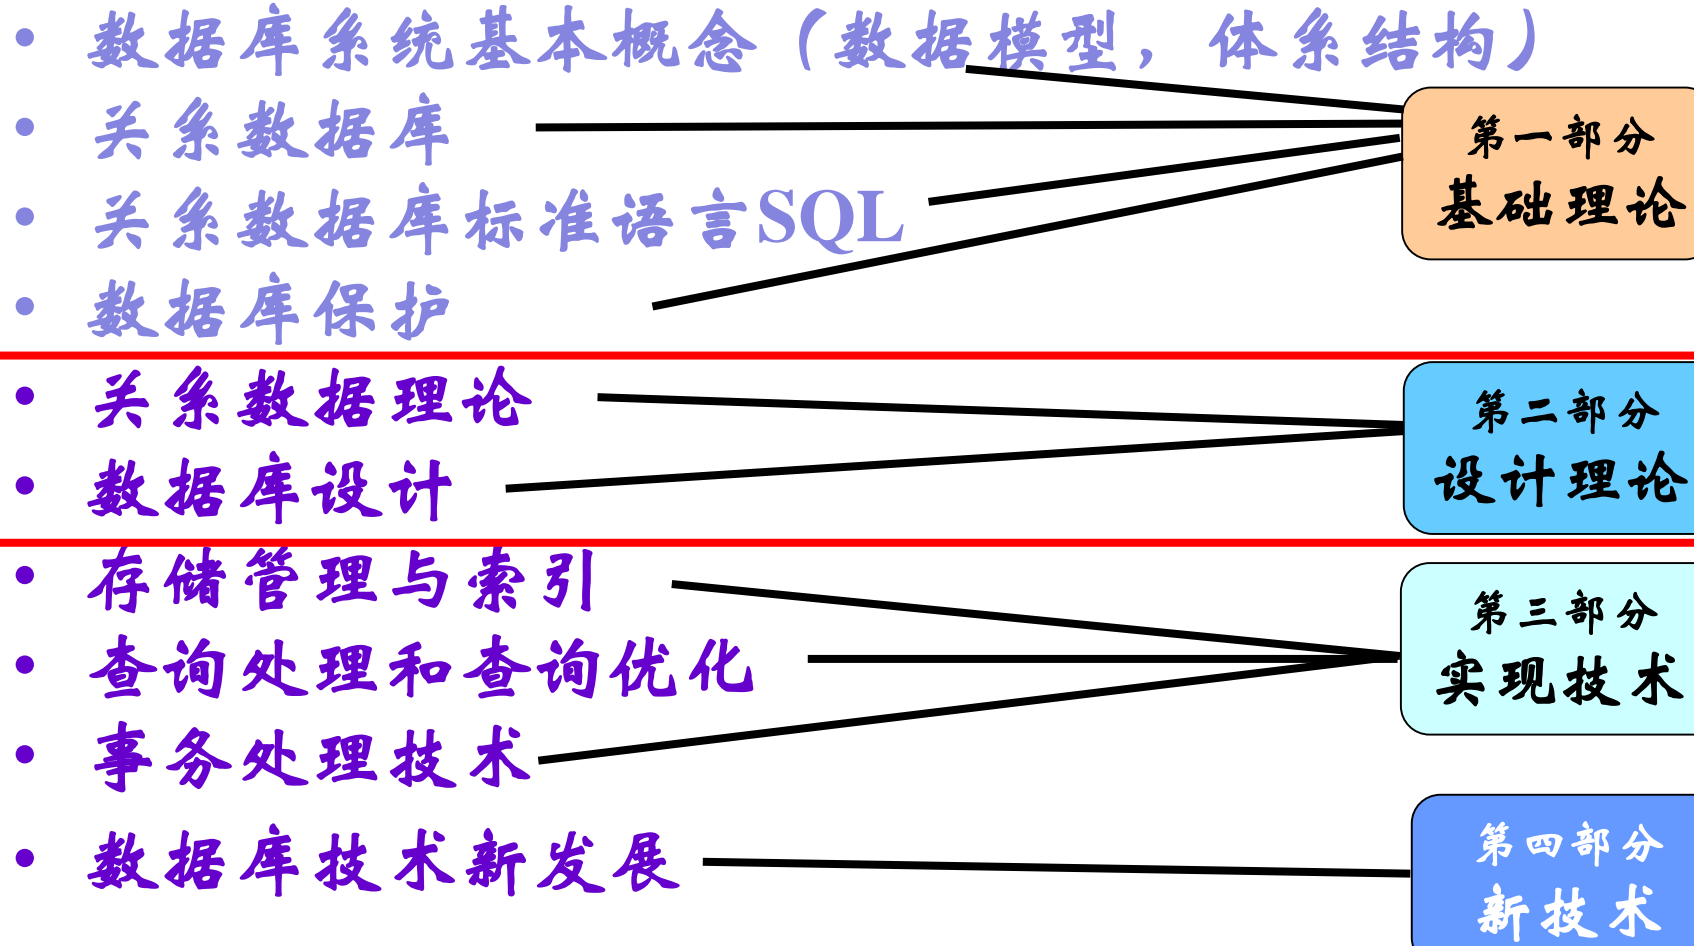 • 数据库系统基本概念（数据模型，体系结构）
• 关系数据库
• 关系数据库标准语言SQL
• 数据库保护
第一部分
基础理论
• 关系数据理论
• 数据库设计
第二部分
设计理论
• 存储管理与索引
• 查询处理和查询优化
• 事务处理技术
第三部分
实现技术
• 数据库技术新发展
第四部分
新技术